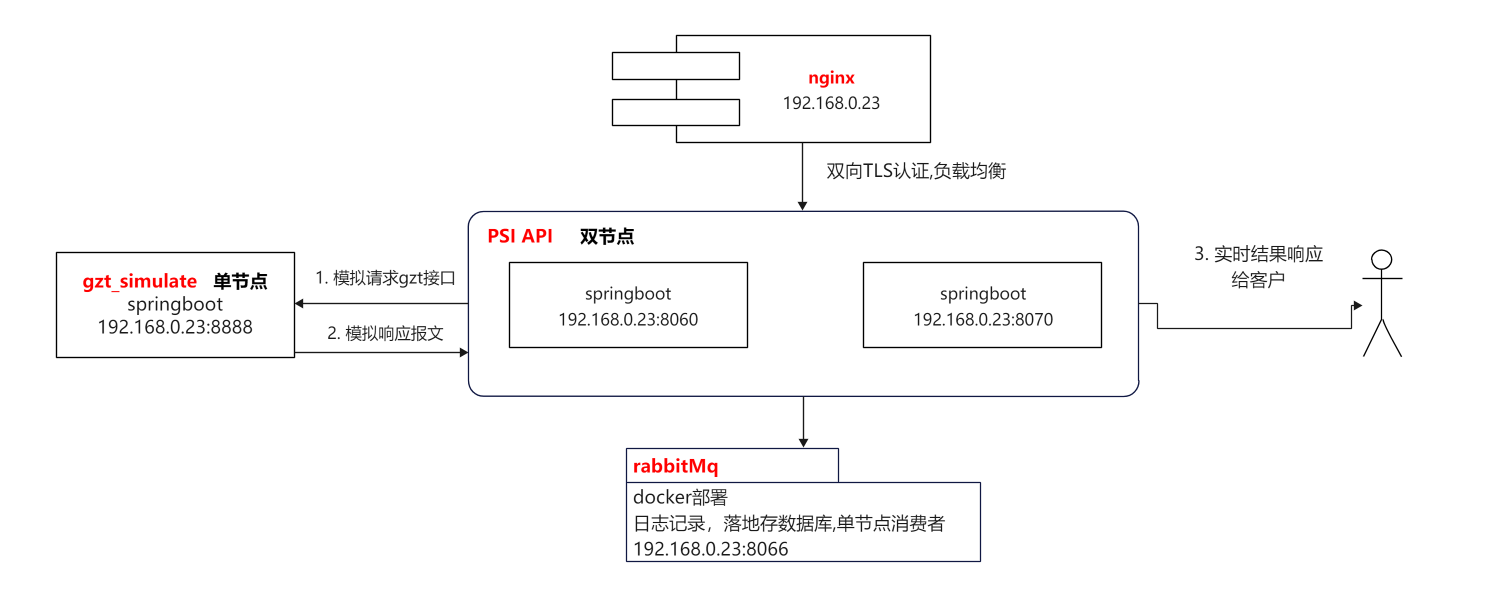 nginx
192.168.0.23
双向TLS认证,负载均衡
PSI API 双节点
springboot
192.168.0.23:8060
springboot
192.168.0.23:8070
gzt_simulate 单节点
springboot
192.168.0.23:8888
1. 模拟请求gzt接口
2. 模拟响应报文
3. 实时结果响应
给客户
rabbitMq
docker部署
日志记录，落地存数据库,单节点消费者
192.168.0.23:8066